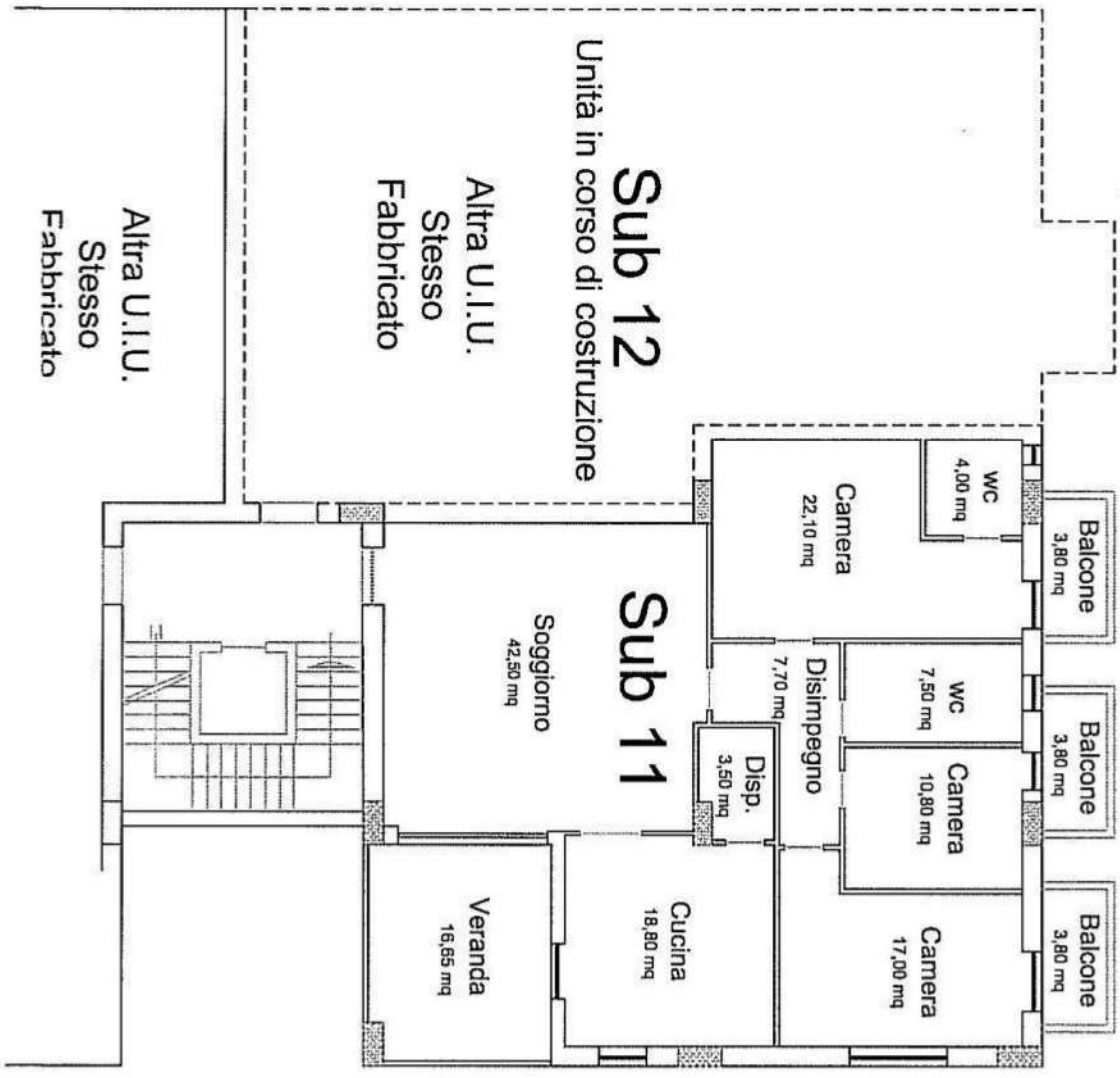 Sub 12
Unità in corso di costruzione
Altra U.I.U.
Stesso
Fabbricato
Altra U.I.U.
Stesso
Fabbricato
wc
4,00 mq
Camera
22,10 mq
Balcone
3,80 mq
Sub 11
Soggiorno
42,50 mq
Disimpegno
7,70 mq
wc
7,50 mq
Balcone
3,80 mq
Disp.
3,50 mq
Camera
10,80 mq
Camera
17,00 mq
Balcone
3,80 mq
Cucina
18,80 mq
Veranda
16,65 mq